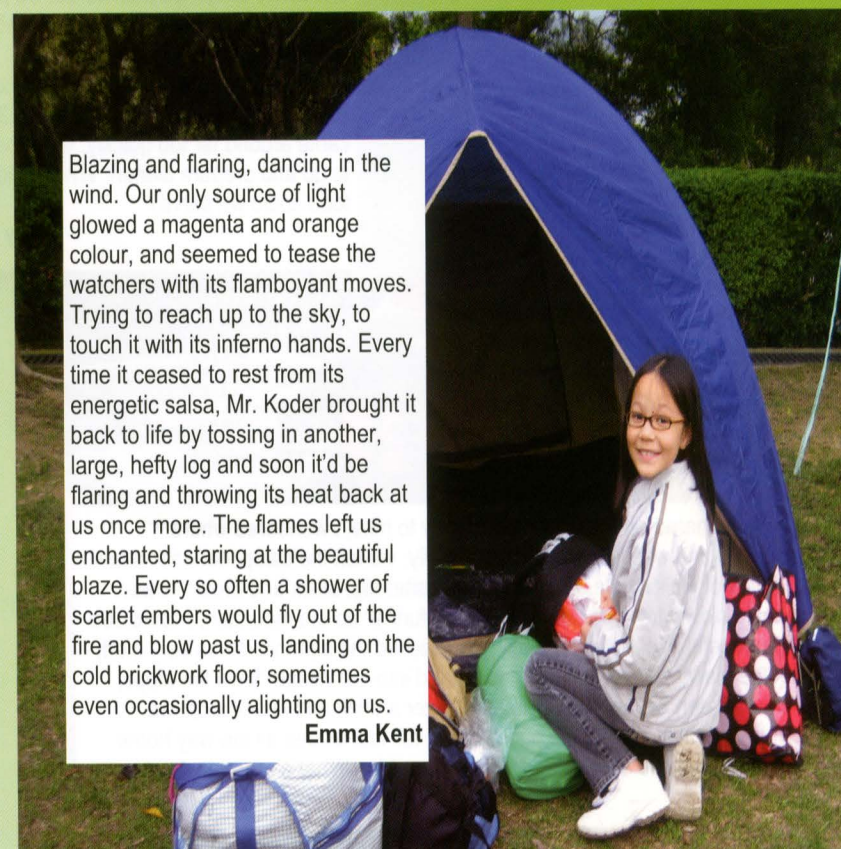 Blazing and flaring, dancing in the
wind. Our only source of light
glowed a magenta and orange
colour, and seemed to tease the
watchers with its flamboyant moves.
Trying to reach up to the sky, to
touch it with its inferno hands. Every
time it ceased to rest from its
energetic salsa, Mr. Koder brought it
back to life by tossing in another,
large, hefty log and soon it'd be
flaring and throwing its heat back at
us once more. The flames left us
enchanted, staring at the beautiful
blaze. Every so often a shower of
scarlet embers would fly out of the
fire and blow past us, landing on the
cold brickwork floor, sometimes
even occasionally alighting on us.
Emma Kent